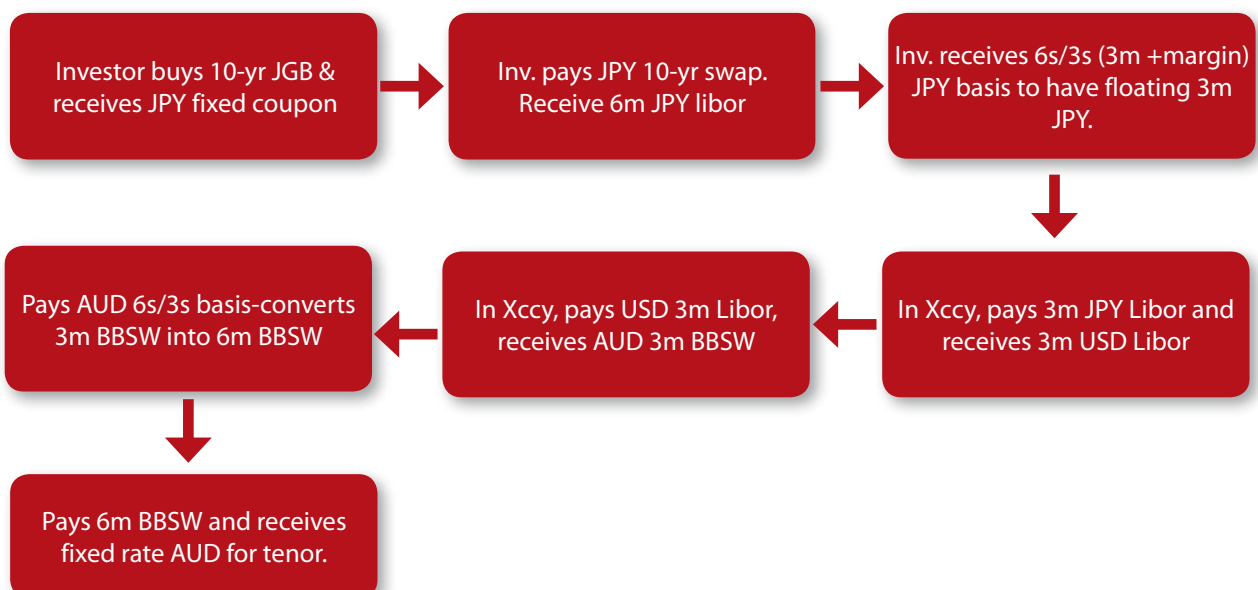 Investor buys 10-yr JGB &
receives JPY fixed coupon
Inv. pays JPY 10-yr swap.
Receive 6m JPY libor
Inv. receives 6s/3s (3m +margin)
JPY basis to have floating 3m
JPY.
In Xccy, pays 3m JPY Libor and
receives 3m USD Libor
In Xccy, pays USD 3m Libor,
receives AUD 3m BBSW
Pays AUD 6s/3s basis-converts
3m BBSW into 6m BBSW
Pays 6m BBSW and receives
fixed rate AUD for tenor.